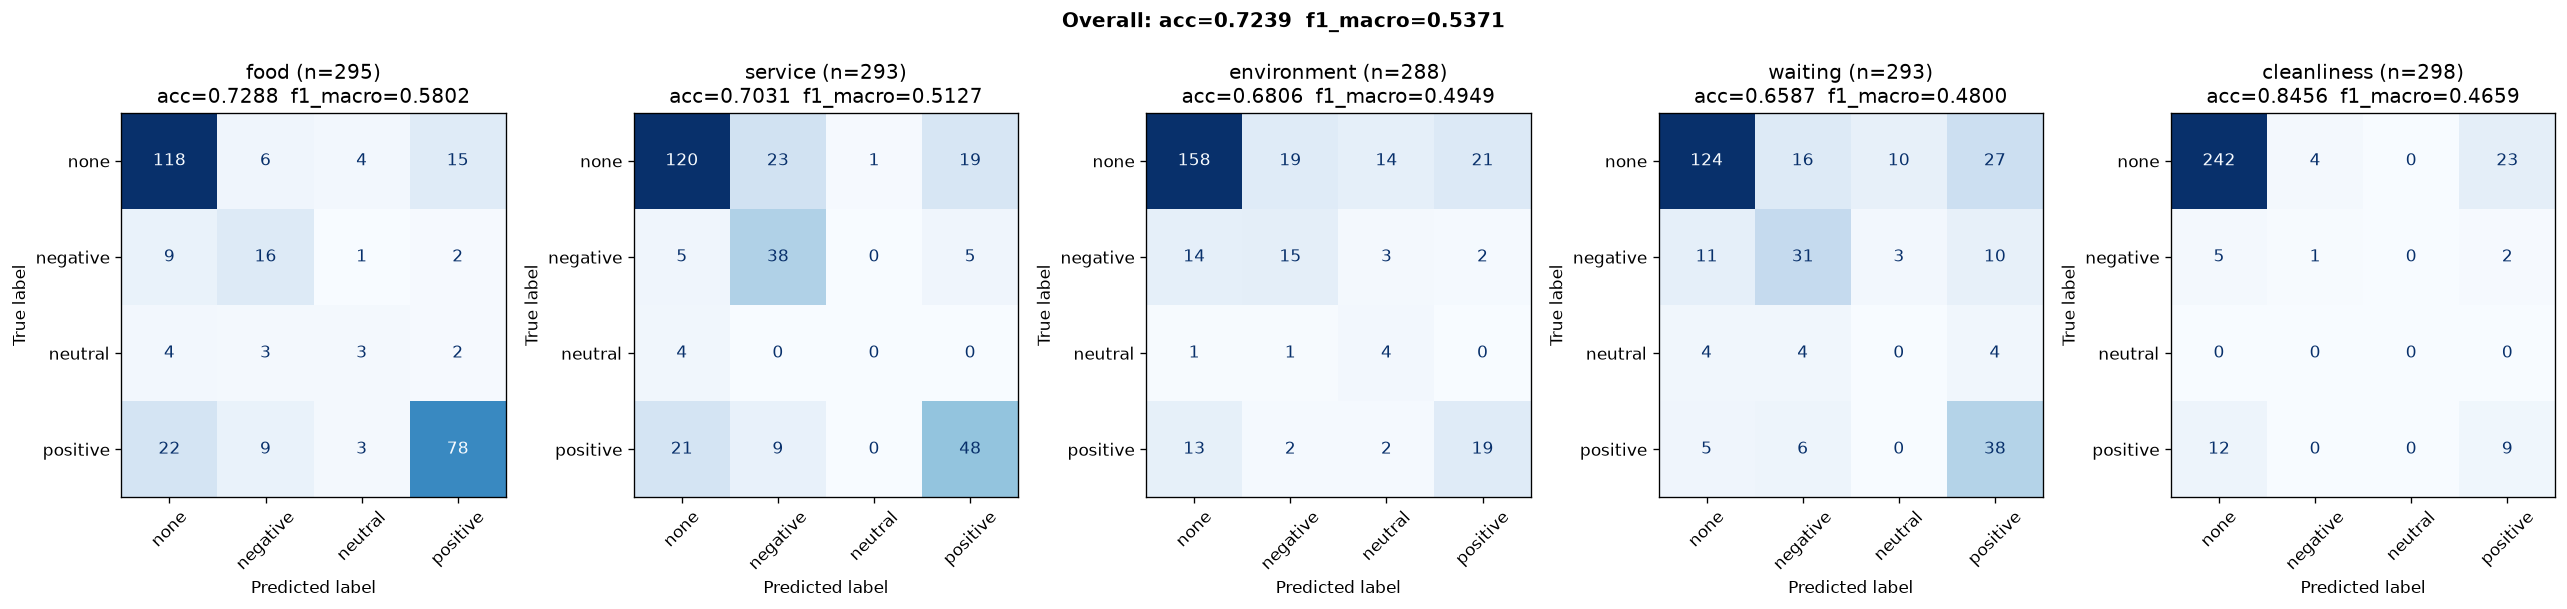 Overall: acc=0.7239 f1_macro=0.5371
food (n=295)
acc=0.7288 f1_macro=0.5802
True label
none 118 6 4 15
negative 9 16 1 2
neutral 4 3 3 2
positive 22 9 3 78
none negative neutral positive
Predicted label
service (n=293)
acc=0.7031 f1_macro=0.5127
True label
none 120 23 1 19
negative 5 38 0 5
neutral 4 0 0 0
positive 21 9 0 48
none negative neutral positive
Predicted label
environment (n=288)
acc=0.6806 f1_macro=0.4949
True label
none 158 19 14 21
negative 14 15 3 2
neutral 1 1 4 0
positive 13 2 2 19
none negative neutral positive
Predicted label
waiting (n=293)
acc=0.6587 f1_macro=0.4800
True label
none 124 16 10 27
negative 11 31 3 10
neutral 4 4 0 4
positive 5 6 0 38
none negative neutral positive
Predicted label
cleanliness (n=298)
acc=0.8456 f1_macro=0.4659
True label
none 242 4 0 23
negative 5 1 0 2
neutral 0 0 0 0
positive 12 0 0 9
none negative neutral positive
Predicted label